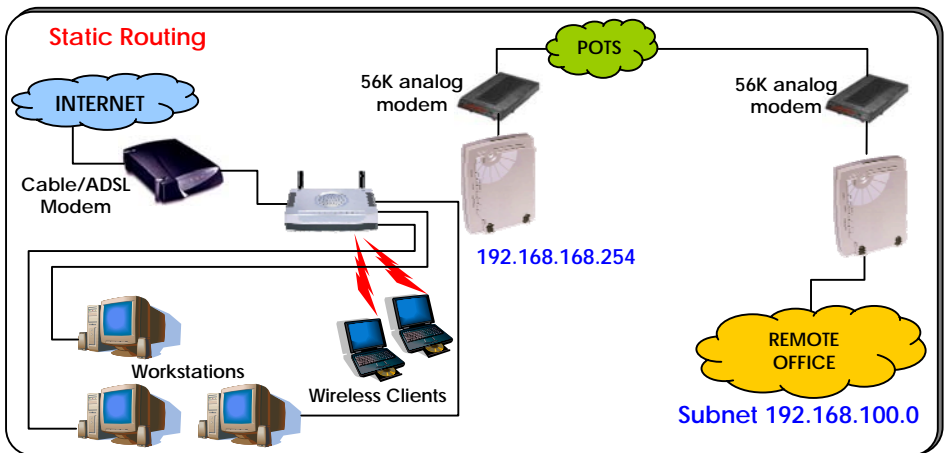 Static Routing
POTS
56K analog
modem
56K analog
modem
INTERNET
Cable/ADSL
Modem
192.168.168.254
Workstations
Wireless Clients
REMOTE
OFFICE
Subnet 192.168.100.0